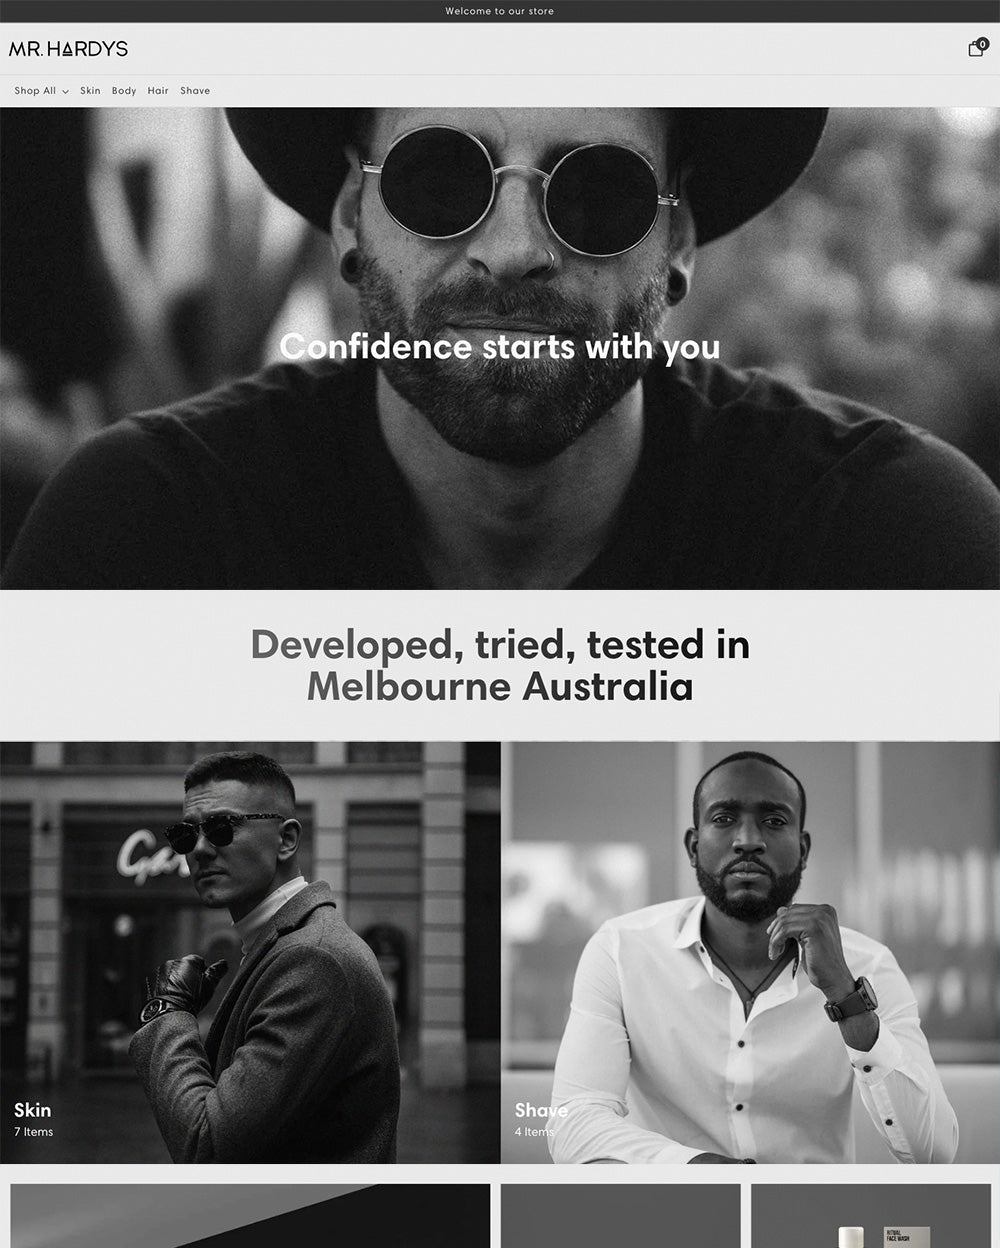 Welcome to our store
MR. HARDYS
0
Shop All
Skin
Body
Hair
Shave
Confidence starts with you
Developed, tried, tested in
Melbourne Australia
Skin
7 Items
Shave
4 Items
RITUAL
FACE WASH